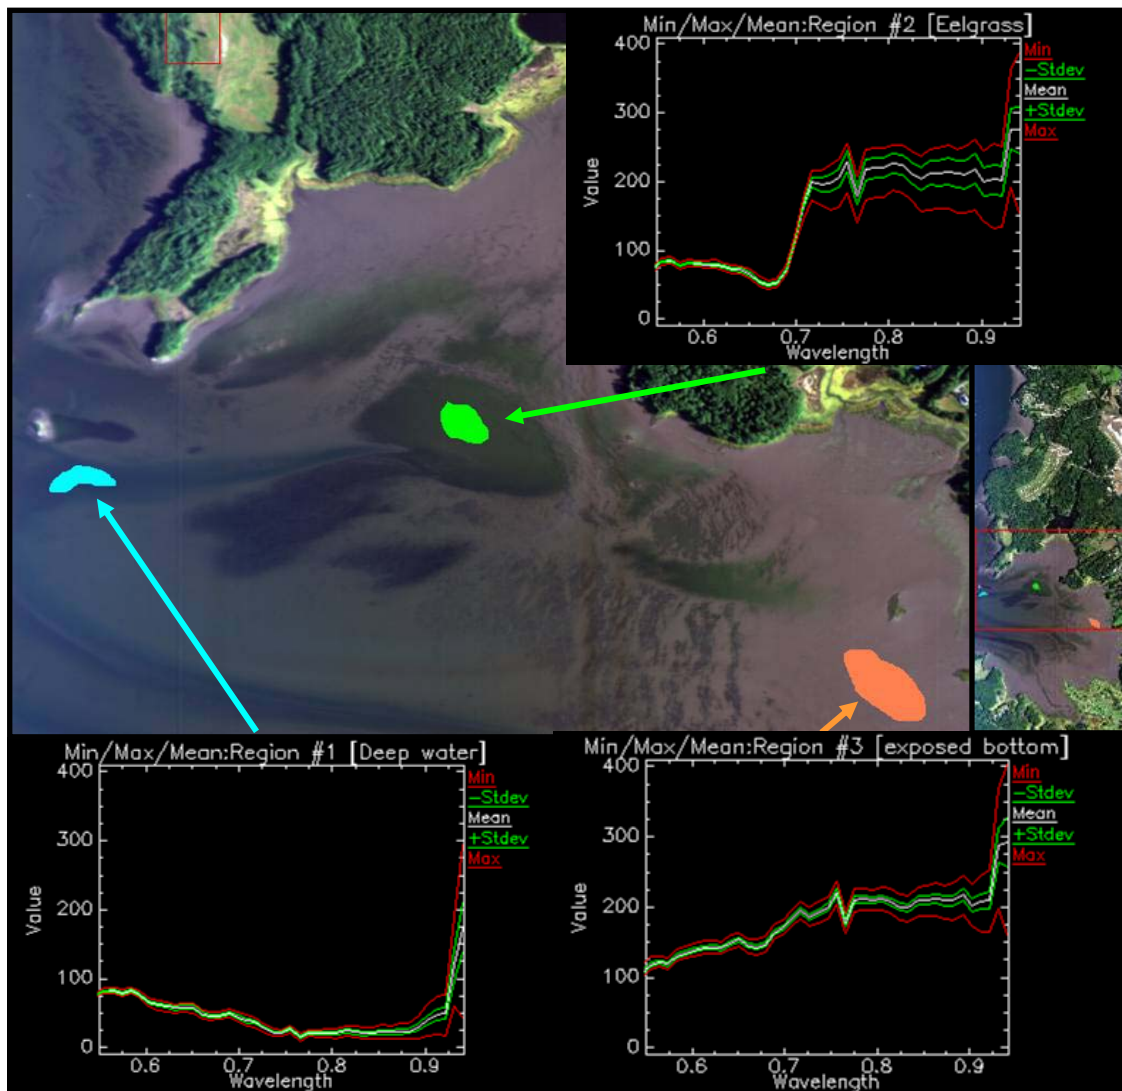 Min/Max/Mean:Region #2 [Eelgrass]
400
300
200
100
0
Value
0.6
0.7
0.8
0.9
Wavelength
Min
-Stdev
Mean
+Stdev
Max
Min/Max/Mean:Region #1 [Deep water]
400
300
200
100
0
Value
0.6
0.7
0.8
0.9
Wavelength
Min
-Stdev
Mean
+Stdev
Max
Min/Max/Mean:Region #3 [exposed bottom]
400
300
200
100
0
Value
0.6
0.7
0.8
0.9
Wavelength
Min
-Stdev
Mean
+Stdev
Max